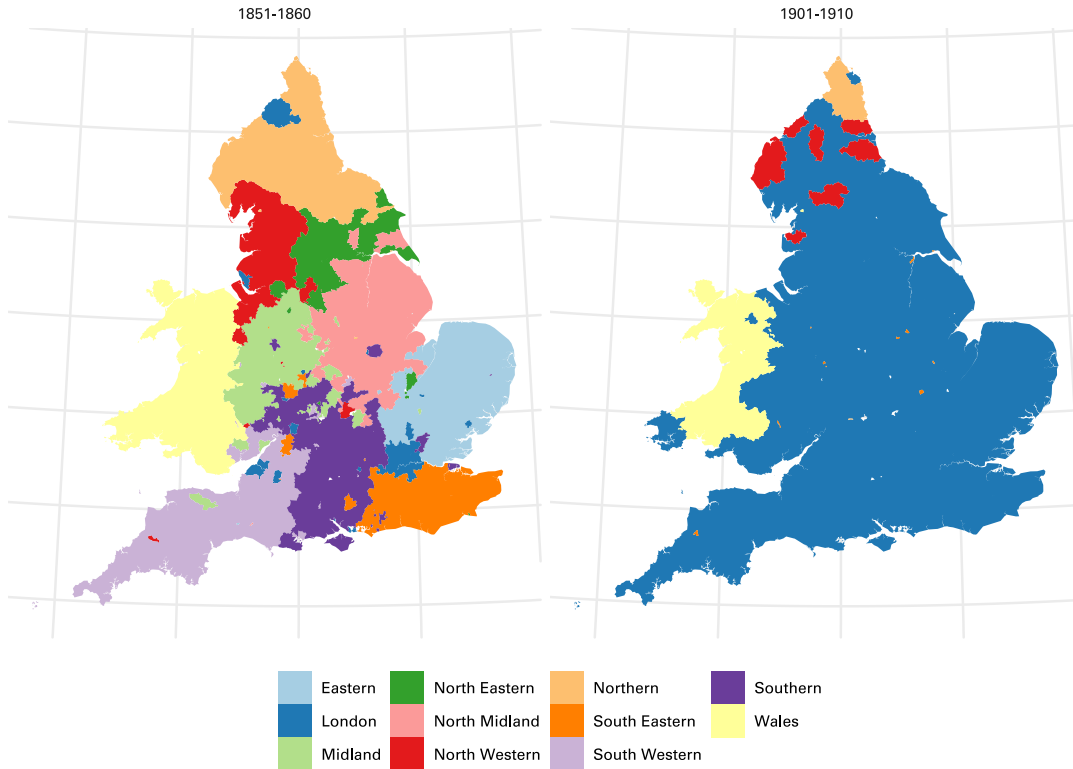 1851-1860
1901-1910
Eastern
London
Midland
North Eastern
North Midland
North Western
Northern
South Eastern
South Western
Southern
Wales